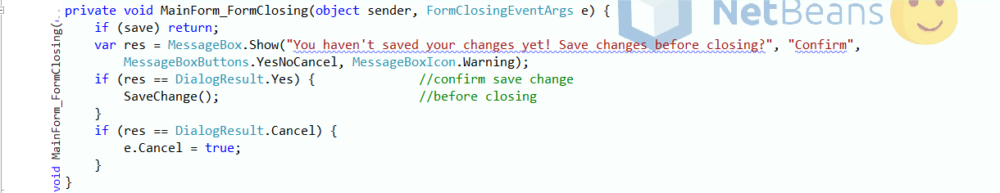 private void MainForm_FormClosing(object sender, FormClosingEventArgs e) {
if (save) return;
var res = MessageBox.Show("You haven't saved your changes yet! Save changes before closing?", "Confirm",
MessageBoxButtons.YesNoCancel, MessageBoxIcon.Warning);
if (res == DialogResult.Yes) { //confirm save change
SaveChange(); //before closing
}
if (res == DialogResult.Cancel) {
e.Cancel = true;
}
}
void MainForm_FormClosing(...
NetBeans